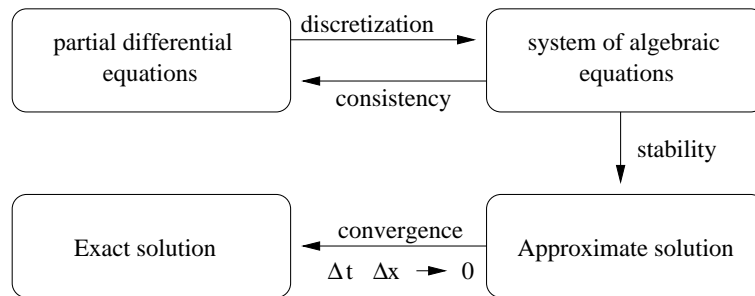 partial differential
equations
discretization
system of algebraic
equations
consistency
stability
Exact solution
convergence
Δt Δx → 0
Approximate solution